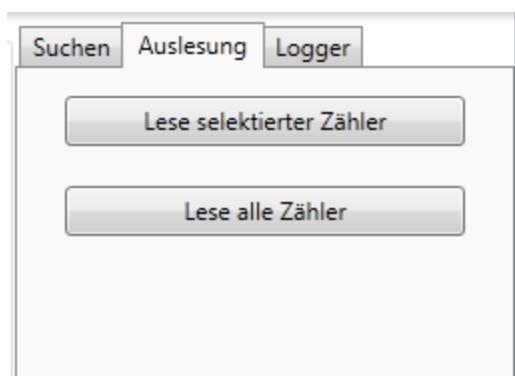 Suchen Auslesung Logger
Lese selektierter Zähler
Lese alle Zähler